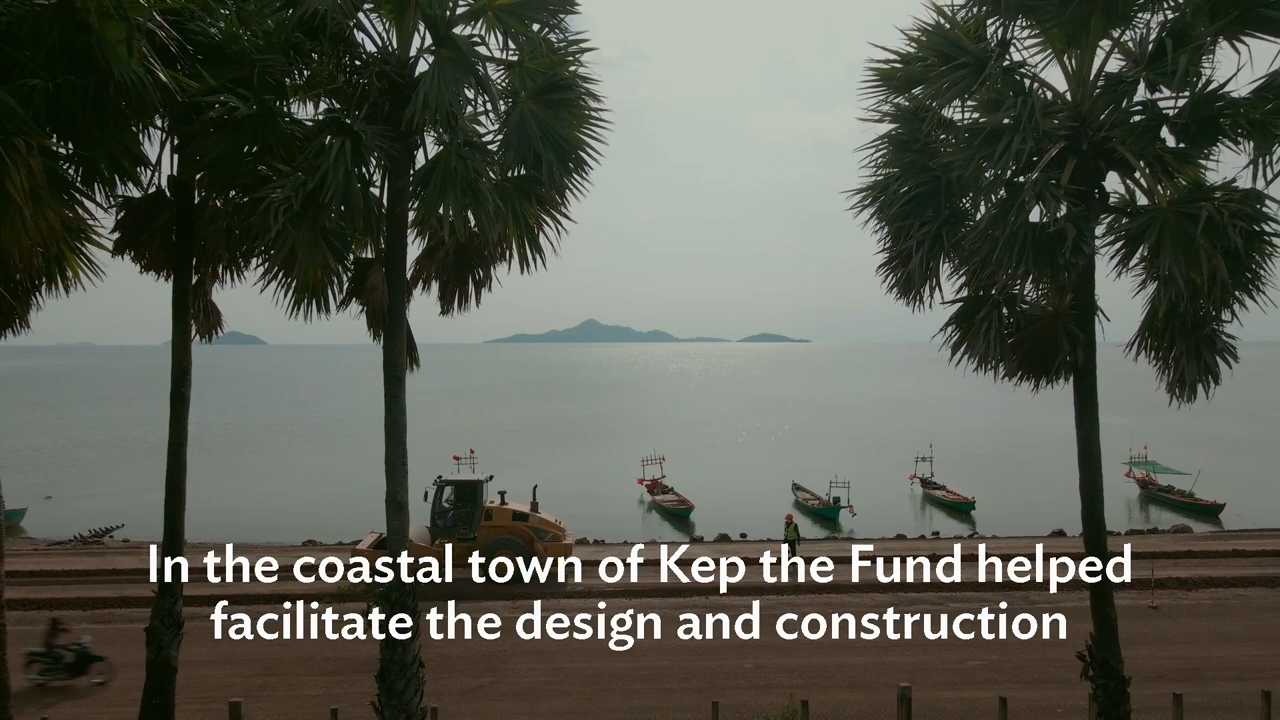 In the coastal town of Kep the Fund helped
facilitate the design and construction